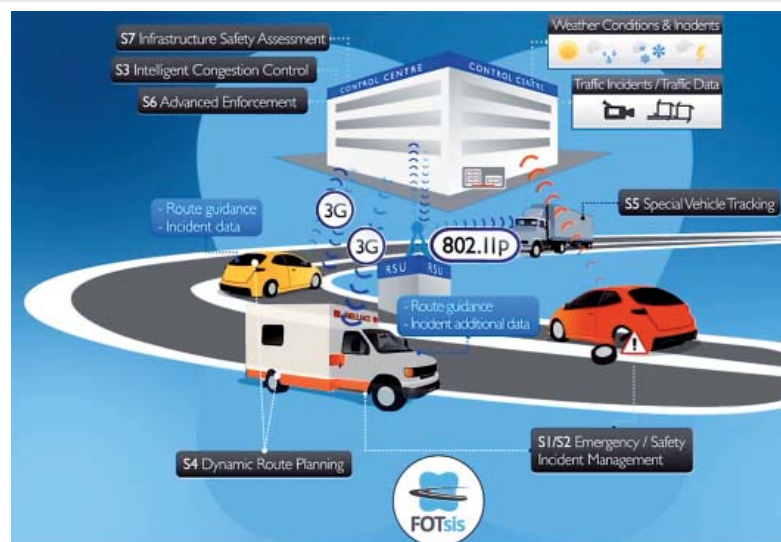 S7 Infrastructure Safety Assessment
S3 Intelligent Congestion Control
S6 Advanced Enforcement
CONTROL CENTRE
CONTROL CENTRE
Weather Conditions & Incidents
Traffic Incidents / Traffic Data
- Route guidance
- Incident data
3G
3G
802.11p
S5 Special Vehicle Tracking
RSU
RSU
- Route guidance
- Incident additional data
AMBULANCE
S4 Dynamic Route Planning
S1/S2 Emergency / Safety
Incident Management
FOTsis